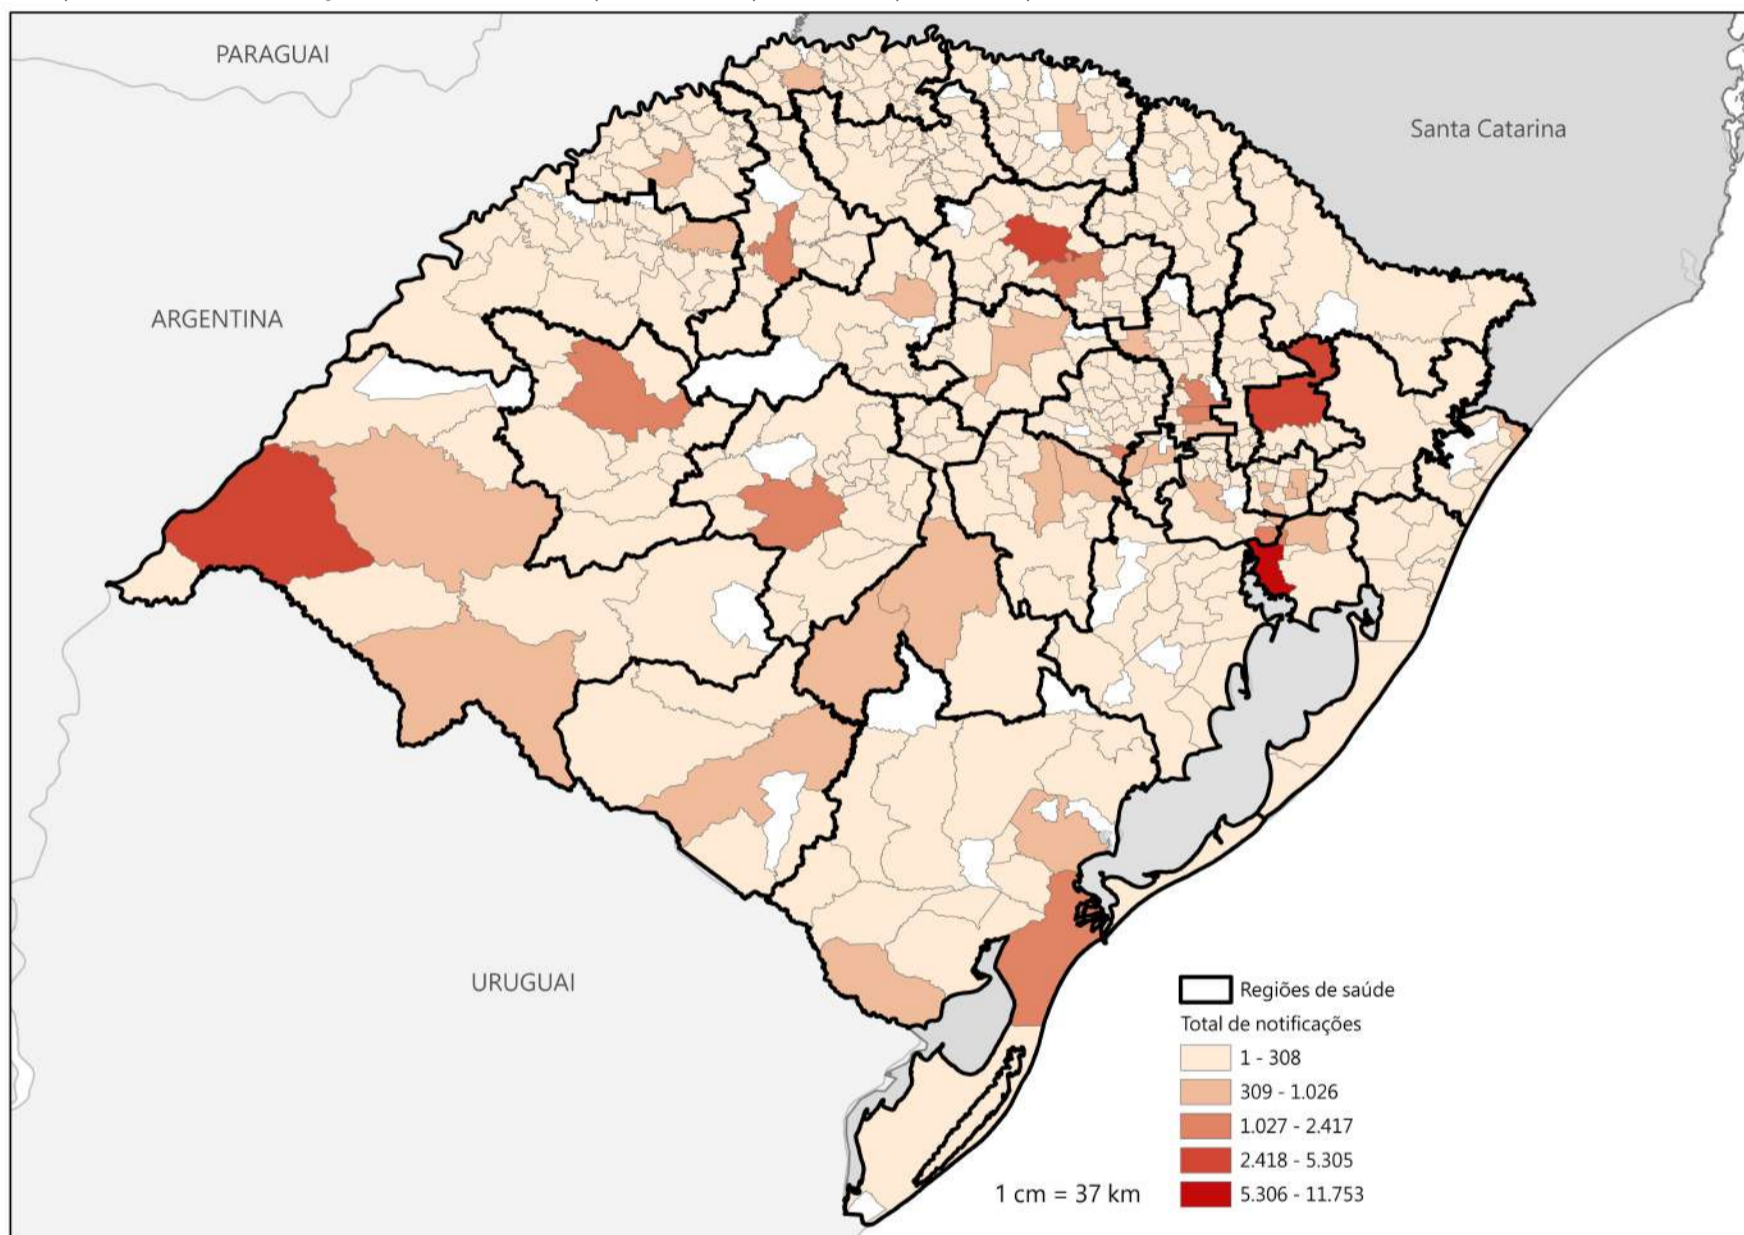 PARAGUAI
Santa Catarina
ARGENTINA
URUGUAI
Regiões de saúde
Total de notificações
1 - 308
309 - 1.026
1.027 - 2.417
2.418 - 5.305
5.306 - 11.753
1 cm = 37 km